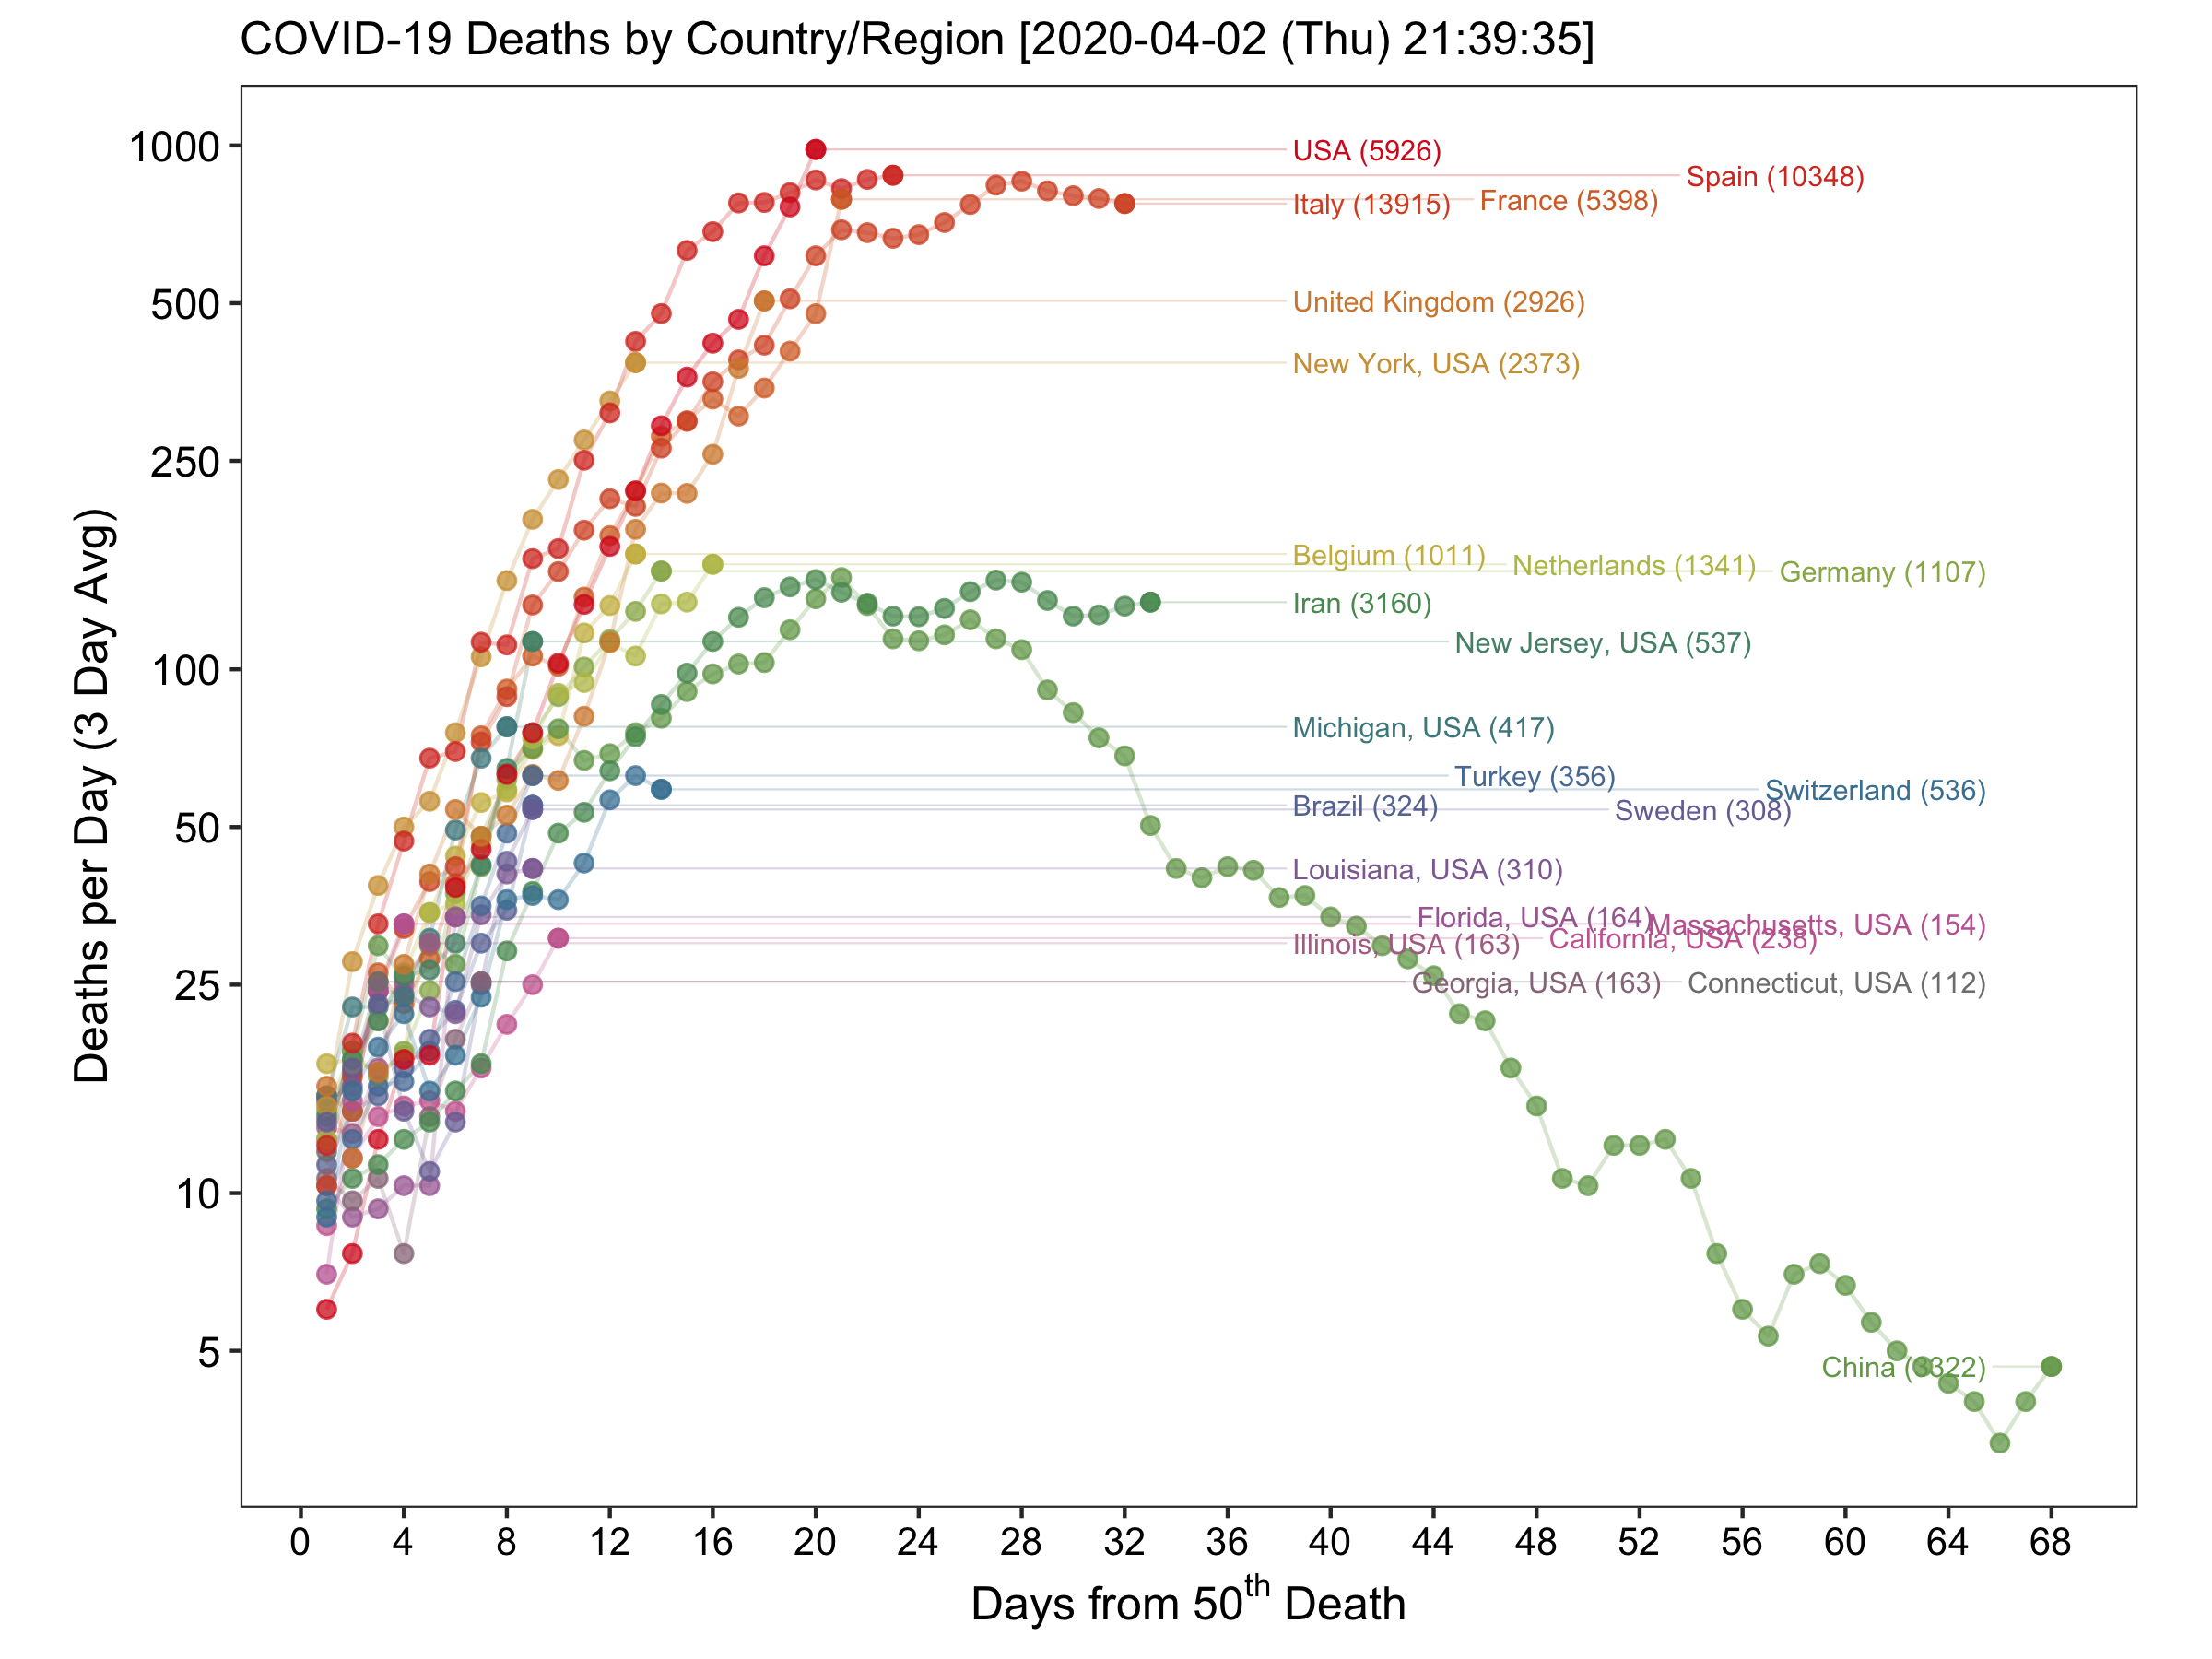 COVID-19 Deaths by Country/Region [2020-04-02 (Thu) 21:39:35]
Deaths per Day (3 Day Avg)
1000
500
250
100
50
25
10
5
USA (5926)
Spain (10348)
France (5398)
Italy (13915)
United Kingdom (2926)
New York, USA (2373)
Belgium (1011)
Netherlands (1341)
Germany (1107)
Iran (3160)
New Jersey, USA (537)
Michigan, USA (417)
Turkey (356)
Switzerland (536)
Brazil (324)
Sweden (308)
Louisiana, USA (310)
Florida, USA (164)
Massachusetts, USA (154)
California, USA (238)
Illinois, USA (163)
Georgia, USA (163)
Connecticut, USA (112)
China (3322)
0 4 8 12 16 20 24 28 32 36 40 44 48 52 56 60 64 68
Days from 50th Death